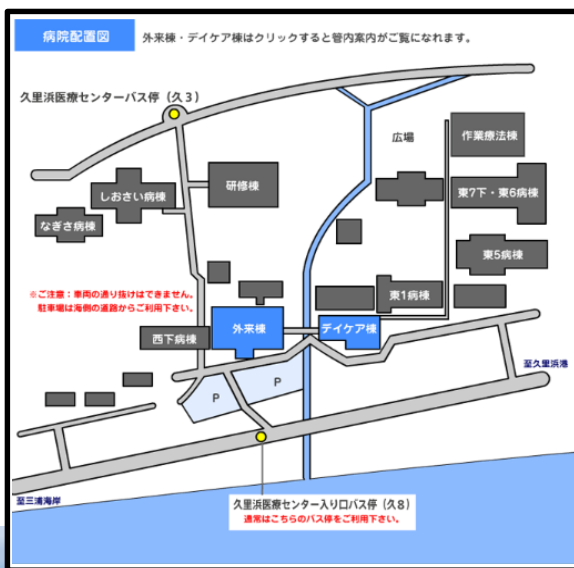 病院配置図
外来棟・デイケア棟はクリックすると管内案内がご覧になれます。
久里浜医療センターバス停（久３）
広場
作業療法棟
研修棟
しおさい病棟
東7下・東6病棟
なぎさ病棟
東5病棟
※ご注意：車両の通り抜けはできません。
駐車場は海側の道路からご利用下さい。
東1病棟
外来棟
デイケア棟
西下病棟
至久里浜港
P
P
至三浦海岸
久里浜医療センター入り口バス停（久8）
通常はこちらのバス停をご利用下さい。